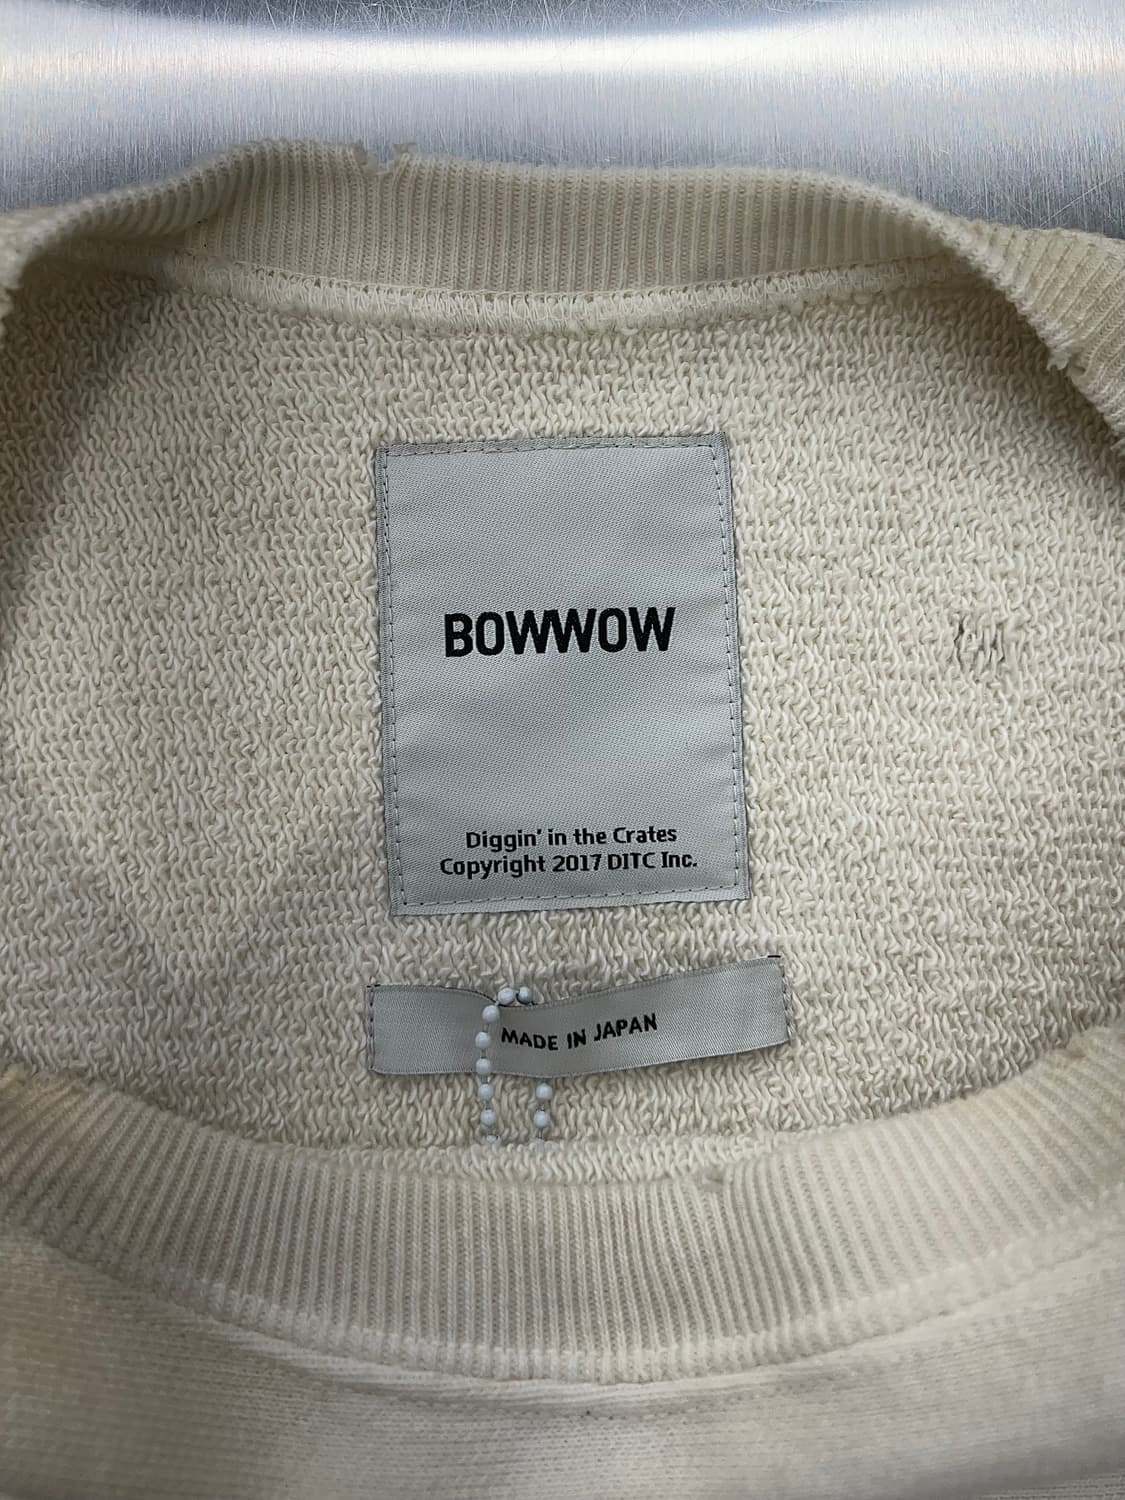 BOWWOW
Diggin' in the Crates
Copyright 2017 DITC Inc.
MADE IN JAPAN